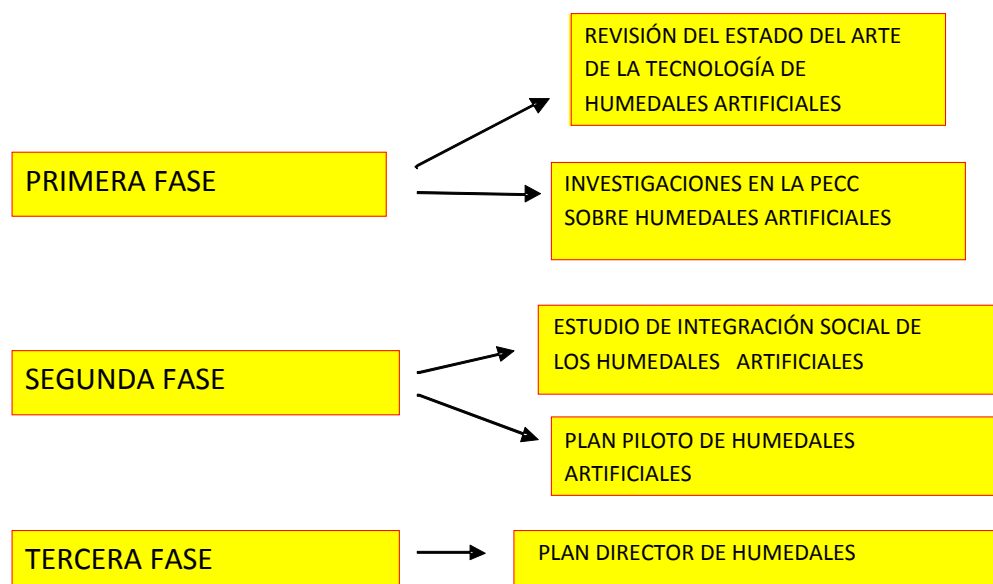 PRIMERA FASE
REVISIÓN DEL ESTADO DEL ARTE
DE LA TECNOLOGÍA DE
HUMEDALES ARTIFICIALES
INVESTIGACIONES EN LA PECC
SOBRE HUMEDALES ARTIFICIALES
SEGUNDA FASE
ESTUDIO DE INTEGRACIÓN SOCIAL DE
LOS HUMEDALES ARTIFICIALES
PLAN PILOTO DE HUMEDALES
ARTIFICIALES
TERCERA FASE
PLAN DIRECTOR DE HUMEDALES